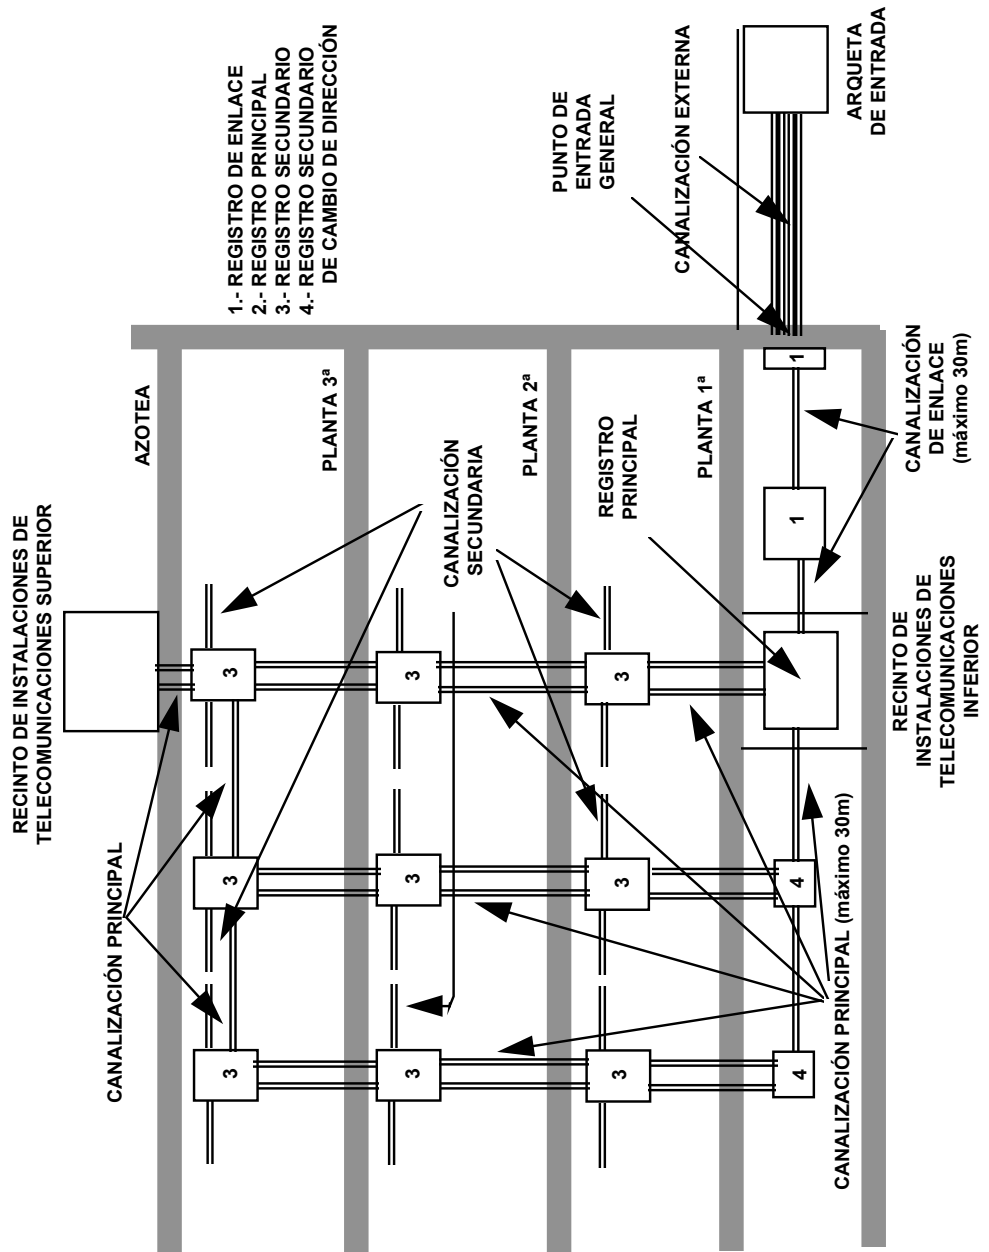 RECINTO DE INSTALACIONES DE
TELECOMUNICACIONES SUPERIOR
1.- REGISTRO DE ENLACE
2.- REGISTRO PRINCIPAL
3.- REGISTRO SECUNDARIO
4.- REGISTRO SECUNDARIO
DE CAMBIO DE DIRECCIÓN
AZOTEA
CANALIZACIÓN PRINCIPAL
3
3
3
PLANTA 3ª
CANALIZACIÓN
SECUNDARIA
3
3
3
PLANTA 2ª
PUNTO DE
ENTRADA
GENERAL
REGISTRO
PRINCIPAL
3
3
3
CANALIZACIÓN EXTERNA
PLANTA 1ª
4
4
1
1
CANALIZACIÓN PRINCIPAL (máximo 30m)
RECINTO DE
INSTALACIONES DE
TELECOMUNICACIONES
INFERIOR
CANALIZACIÓN
DE ENLACE
(máximo 30m)
ARQUETA
DE ENTRADA